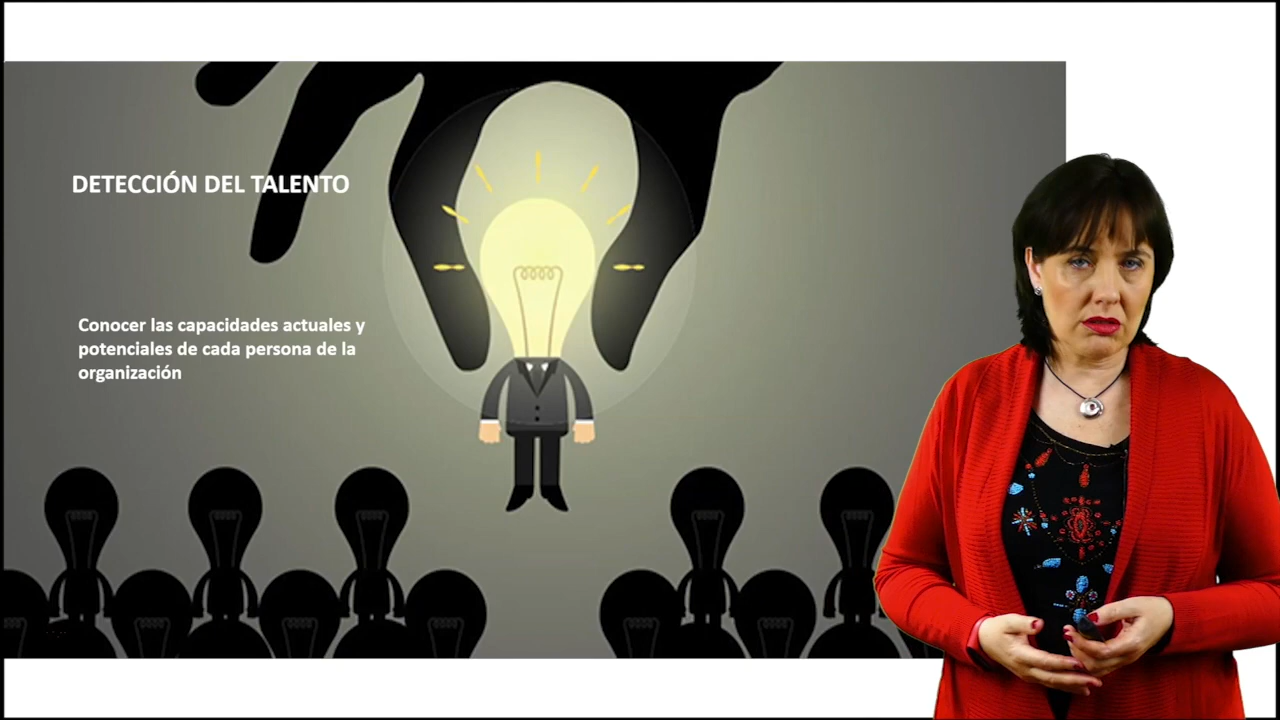 DETECCIÓN DEL TALENTO
Conocer las capacidades actuales y
potenciales de cada persona de la
organización